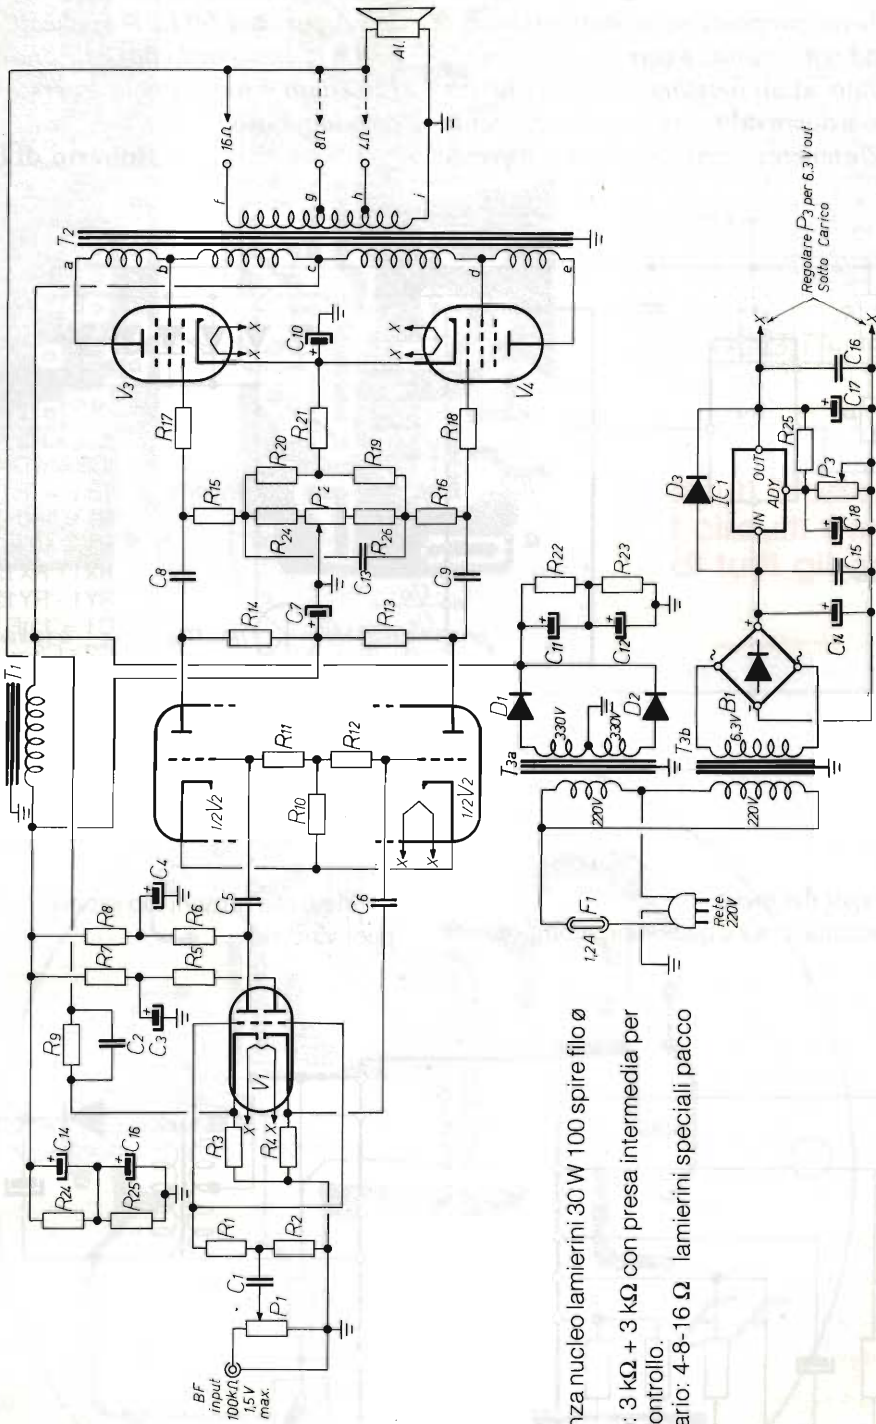 BF
input
100kΩ
1,5V
max.
P1
C1
R1
R2
R24
C14
R25
C16
R3
R4
X
X
V1
R9
C2
C3
R7
R8
C4
R5
R6
C5
C6
T1
1/2V2
1/2V2
R10
R11
R12
X
X
R14
C7
R13
C8
C9
R15
R24
P2
R26
C13
R16
R20
R21
R19
R17
R18
C10
V3
V4
X
X
X
X
T2
a
b
c
d
e
f
g
h
i
16Ω
8Ω
4Ω
Al.
F1
1,2A
Rete
220V
220V
220V
T3a
T3b
330V
330V
6,3V
D1
D2
C11
C12
R22
R23
B1
C14
C15
C18
P3
R25
C17
C16
D3
IC1
IN
OUT
ADY
X
X
Regolare P3 per 6.3V out
Sotto Carico
nza nucleo lamierini 30 W 100 spire filo ø
: 3 kΩ + 3 kΩ con presa intermedia per
ontrollo.
ario: 4-8-16 Ω lamierini speciali pacco